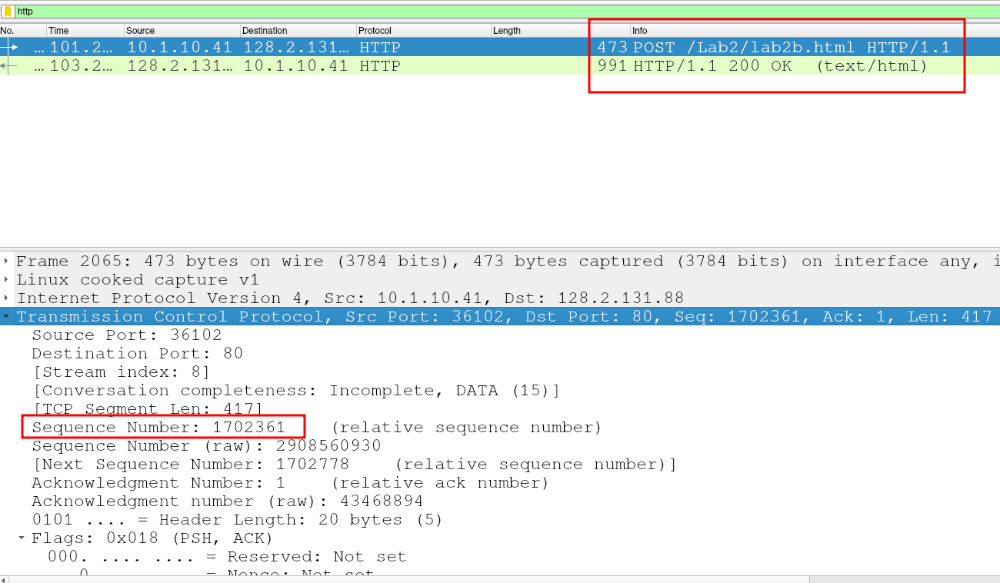 http
No. Time Source Destination Protocol Length Info
… 101.2… 10.1.10.41 128.2.131… HTTP 473 POST /Lab2/lab2b.html HTTP/1.1
… 103.2… 128.2.131… 10.1.10.41 HTTP 991 HTTP/1.1 200 OK (text/html)
Frame 2065: 473 bytes on wire (3784 bits), 473 bytes captured (3784 bits) on interface any, i
Linux cooked capture v1
Internet Protocol Version 4, Src: 10.1.10.41, Dst: 128.2.131.88
Transmission Control Protocol, Src Port: 36102, Dst Port: 80, Seq: 1702361, Ack: 1, Len: 417
Source Port: 36102
Destination Port: 80
[Stream index: 8]
[Conversation completeness: Incomplete, DATA (15)]
[TCP Segment Len: 417]
Sequence Number: 1702361 (relative sequence number)
Sequence Number (raw): 2908560930
[Next Sequence Number: 1702778 (relative sequence number)]
Acknowledgment Number: 1 (relative ack number)
Acknowledgment number (raw): 43468894
0101 .... = Header Length: 20 bytes (5)
Flags: 0x018 (PSH, ACK)
000. .... .... = Reserved: Not set
...0 .... .... = Nonce: Not set